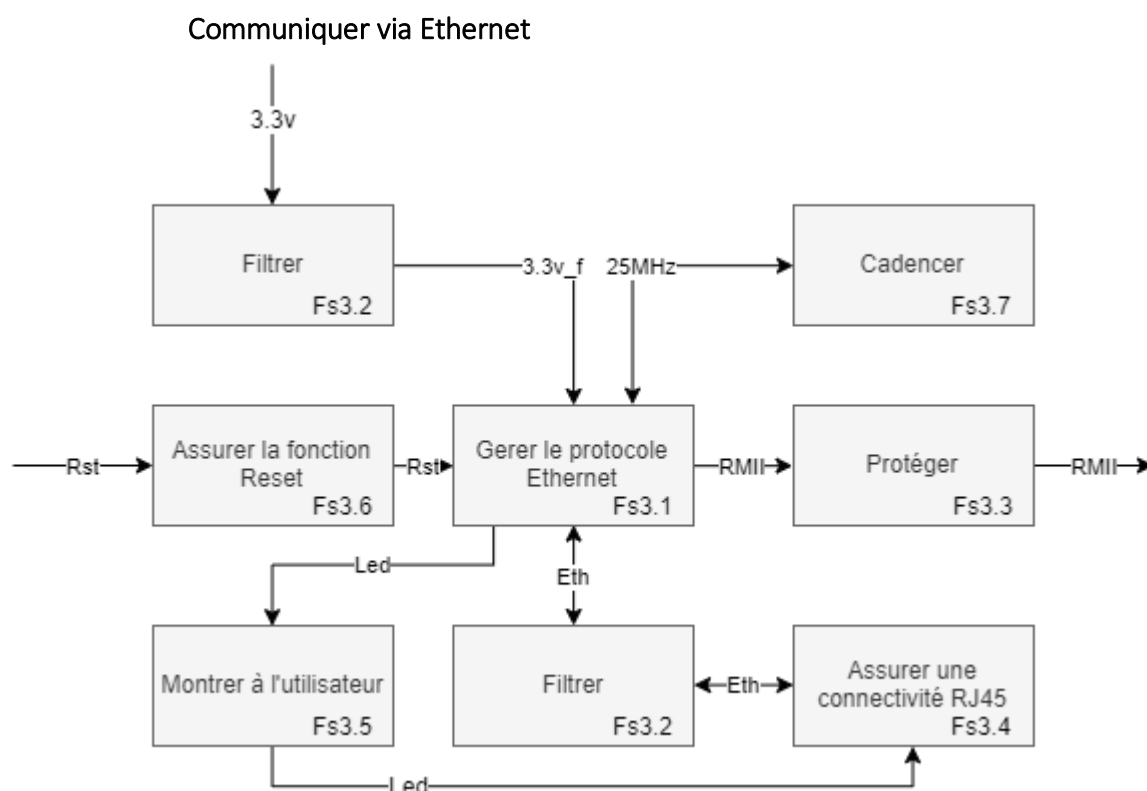 Communiquer via Ethernet
3.3v
Filtrer
Fs3.2
3.3v_f
25MHz
Cadencer
Fs3.7
Rst
Assurer la fonction
Reset
Fs3.6
Rst
Gerer le protocole
Ethernet
Fs3.1
RMII
Protéger
Fs3.3
RMII
Led
Eth
Montrer à l'utilisateur
Fs3.5
Filtrer
Fs3.2
Eth
Assurer une
connectivité RJ45
Fs3.4
Led